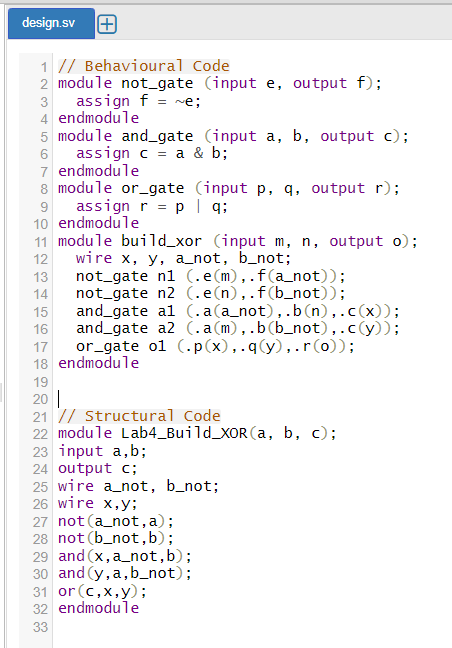 design.sv
1 // Behavioural Code
2 module not_gate (input e, output f);
3   assign f = ~e;
4 endmodule
5 module and_gate (input a, b, output c);
6   assign c = a & b;
7 endmodule
8 module or_gate (input p, q, output r);
9   assign r = p | q;
10 endmodule
11 module build_xor (input m, n, output o);
12   wire x, y, a_not, b_not;
13   not_gate n1 (.e(m),.f(a_not));
14   not_gate n2 (.e(n),.f(b_not));
15   and_gate a1 (.a(a_not),.b(n),.c(x));
16   and_gate a2 (.a(m),.b(b_not),.c(y));
17   or_gate o1 (.p(x),.q(y),.r(o));
18 endmodule
19
20
21 // Structural Code
22 module Lab4_Build_XOR(a, b, c);
23 input a,b;
24 output c;
25 wire a_not, b_not;
26 wire x,y;
27 not(a_not,a);
28 not(b_not,b);
29 and(x,a_not,b);
30 and(y,a,b_not);
31 or(c,x,y);
32 endmodule
33